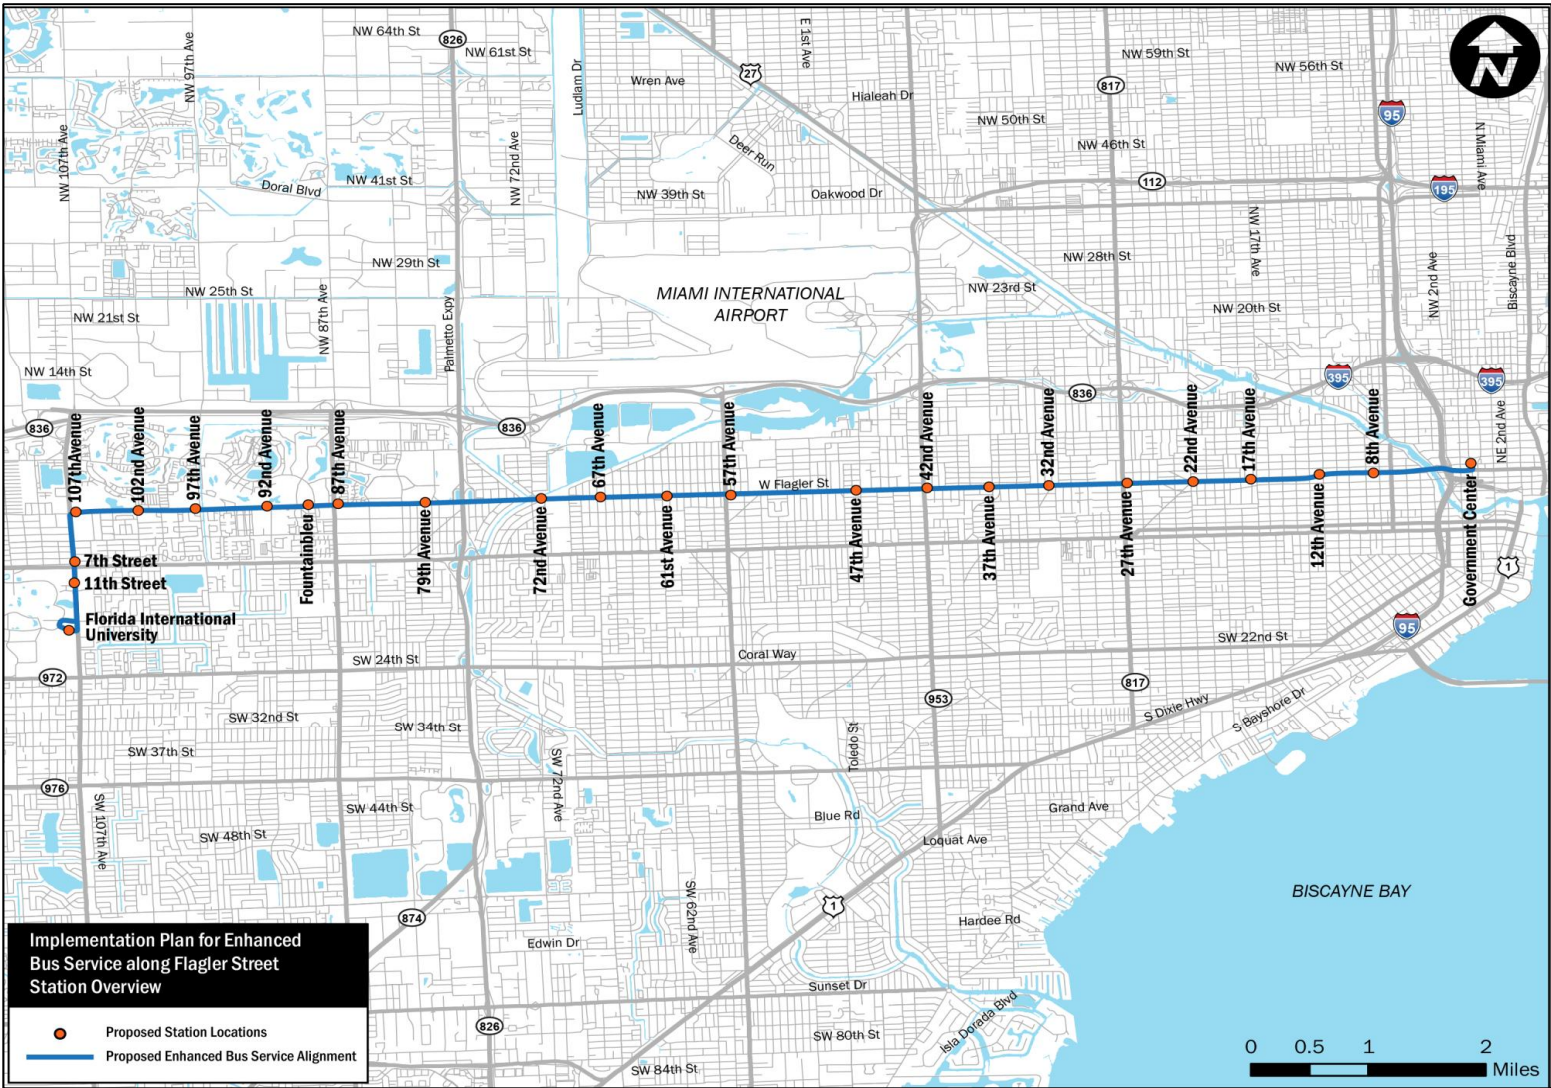 NW 64th St
826
NW 61st St
NW 97th Ave
Ludlam Dr
Wren Ave
27
E 1st Ave
Hialeah Dr
817
NW 59th St
NW 56th St
N
95
NW 50th St
NW 46th St
N Miami Ave
NW 107th Ave
NW 72nd Ave
Deer Run
Doral Blvd
NW 41st St
NW 39th St
Oakwood Dr
112
195
NW 17th Ave
NW 29th St
NW 28th St
NW 2nd Ave
Biscayne Blvd
NW 25th St
NW 21st St
NW 87th Ave
Palmetto Expy
MIAMI INTERNATIONAL
AIRPORT
NW 23rd St
NW 20th St
NW 14th St
395
395
836
836
836
107thAvenue
102nd Avenue
97th Avenue
92nd Avenue
Fountainbleu
87th Avenue
79th Avenue
72nd Avenue
67th Avenue
61st Avenue
57th Avenue
W Flagler St
47th Avenue
42nd Avenue
37th Avenue
32nd Avenue
27th Avenue
22nd Avenue
17th Avenue
12th Avenue
8th Avenue
Government Center
NE 2nd Ave
7th Street
11th Street
Florida International
University
1
95
SW 22nd St
Coral Way
SW 24th St
972
953
817
S Dixie Hwy
S Bayshore Dr
SW 32nd St
SW 34th St
SW 37th St
Toledo St
SW 72nd Ave
976
SW 107th Ave
SW 44th St
SW 48th St
Blue Rd
Grand Ave
Loquat Ave
BISCAYNE BAY
SW 62nd Ave
1
874
Hardee Rd
Edwin Dr
Sunset Dr
Isla Dorada Blvd
826
SW 80th St
SW 84th St
Implementation Plan for Enhanced
Bus Service along Flagler Street
Station Overview
Proposed Station Locations
Proposed Enhanced Bus Service Alignment
0 0.5 1 2
Miles